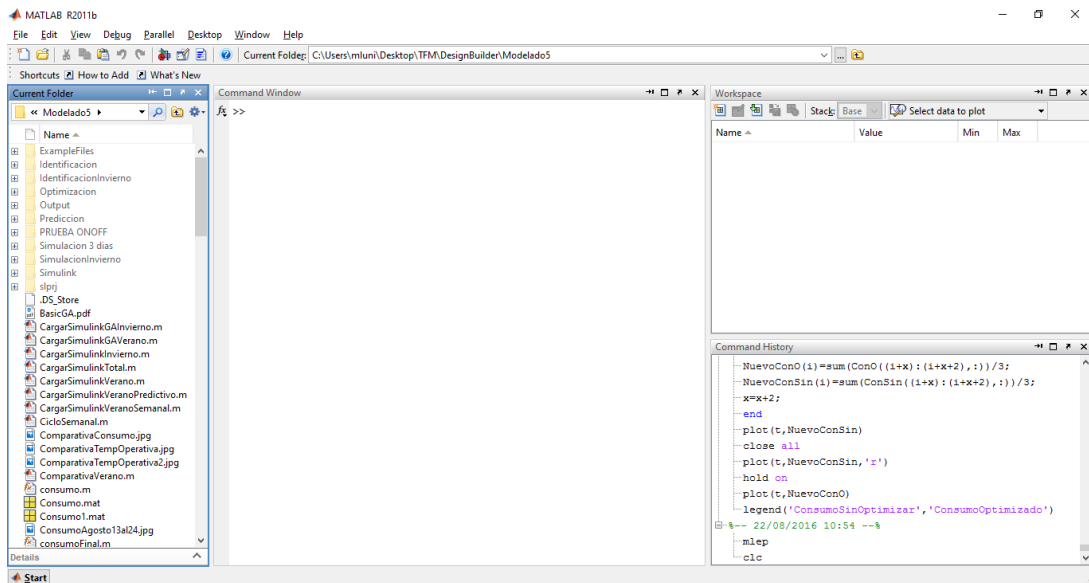 MATLAB R2011b
File Edit View Debug Parallel Desktop Window Help
Current Folder: C:\Users\mluni\Desktop\TFM\DesignBuilder\Modelado5
Shortcuts How to Add What's New
Current Folder
« Modelado5
Name
ExampleFiles
Identificacion
IdentificacionInvierno
Optimizacion
Output
Prediccion
PRUEBA ONOFF
Simulacion 3 dias
SimulacionInvierno
Simulink
slprj
.DS_Store
BasicGA.pdf
CargarSimulinkGAInvierno.m
CargarSimulinkGAVerano.m
CargarSimulinkInvierno.m
CargarSimulinkTotal.m
CargarSimulinkVerano.m
CargarSimulinkVeranoPredictivo.m
CargarSimulinkVeranoSemanal.m
CicloSemanal.m
ComparativaConsumo.jpg
ComparativaTempOperativa.jpg
ComparativaTempOperativa2.jpg
ComparativaVerano.m
consumo.m
Consumo.mat
Consumo1.mat
ConsumoAgosto13al24.jpg
consumoFinal.m
Details
Start
Command Window
fx >>
Workspace
Stack: Base Select data to plot
Name Value Min Max
Command History
NuevoConO(i)=sum(ConO((i+x):(i+x+2),:))/3;
NuevoConSin(i)=sum(ConSin((i+x):(i+x+2),:))/3;
x=x+2;
end
plot(t,NuevoConSin)
close all
plot(t,NuevoConSin,'r')
hold on
plot(t,NuevoConO)
legend('ConsumoSinOptimizar','ConsumoOptimizado')
%-- 22/08/2016 10:54 --%
mlep
clc